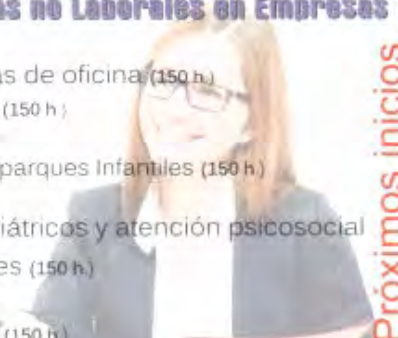 as no Laborales en Empresas
as de oficina (150 h.)
(150 h.)
parques Infantiles (150 h.)
iátricos y atención psicosocial
es (150 h.)
(150 h.)
Próximos inicios